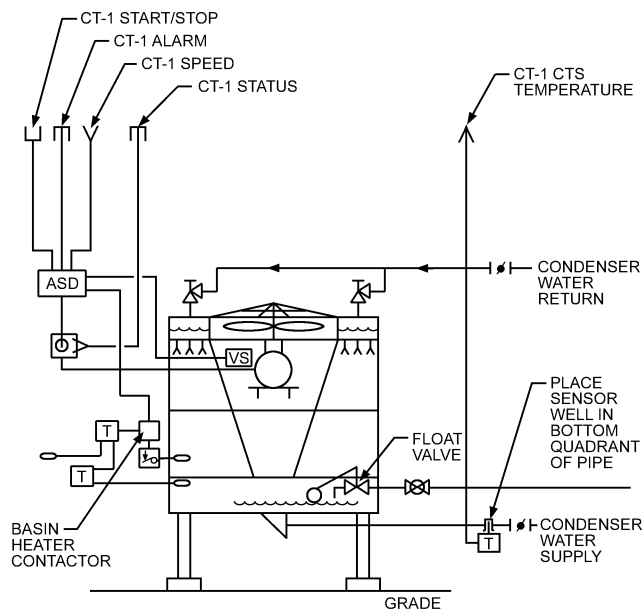 CT-1 START/STOP
CT-1 ALARM
CT-1 SPEED
CT-1 STATUS
CT-1 CTS
TEMPERATURE
ASD
CONDENSER
WATER
RETURN
VS
PLACE
SENSOR
WELL IN
BOTTOM
QUADRANT
OF PIPE
T
T
FLOAT
VALVE
BASIN
HEATER
CONTACTOR
T
CONDENSER
WATER
SUPPLY
GRADE